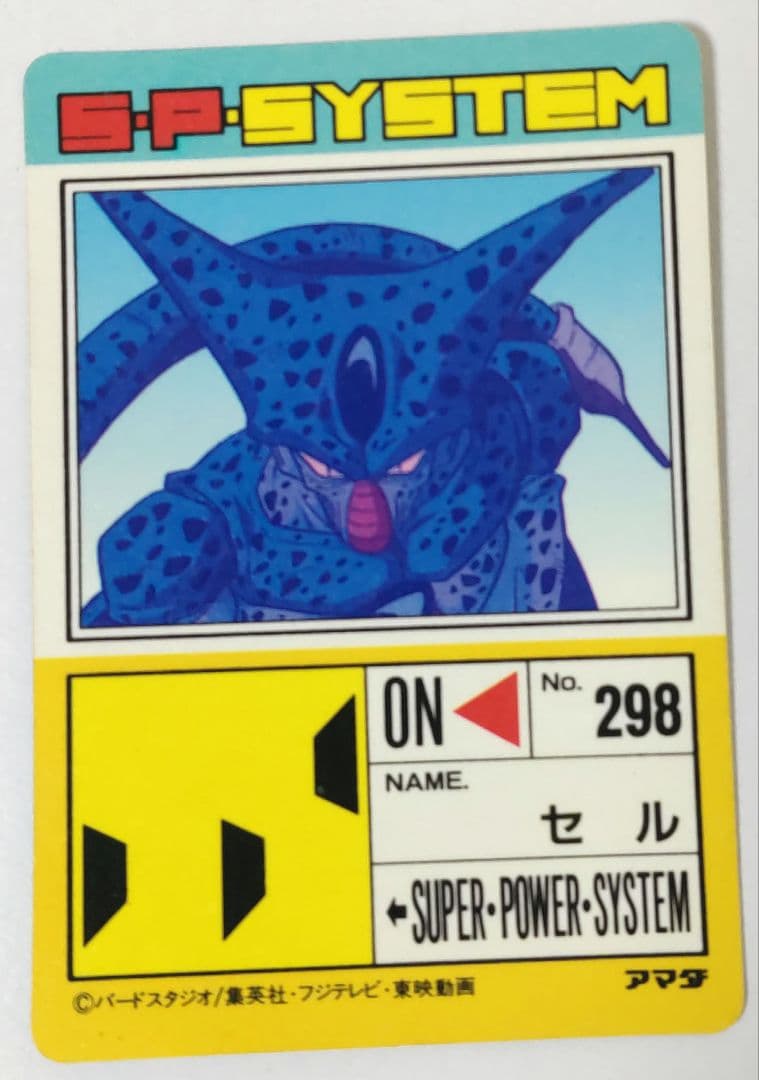 S・P・SYSTEM
ON
No. 298
NAME.
セル
SUPER・POWER・SYSTEM
アマダ
©バードスタジオ/集英社・フジテレビ・東映動画